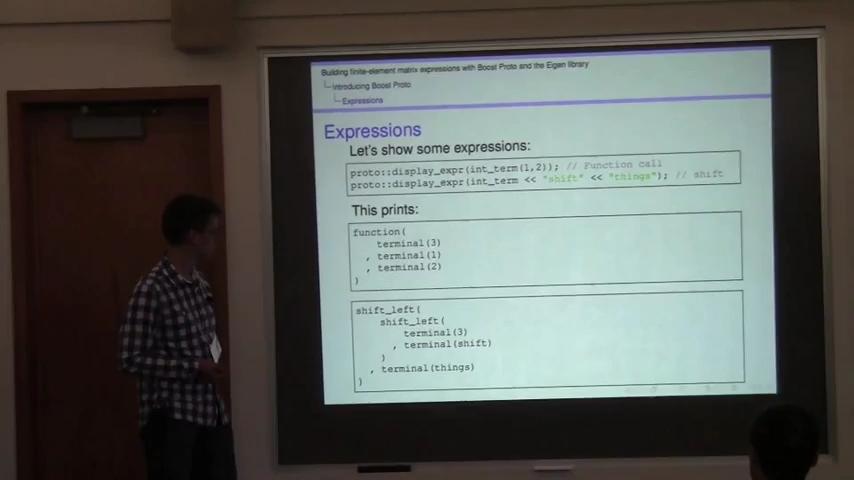 Building finite-element matrix expressions with Boost Proto and the Eigen library
Introducing Boost Proto
Expressions
Expressions
Let's show some expressions:
proto::display_expr(int_term(1,2)); // Function call
proto::display_expr(int_term << "shift" << "things"); // shift
This prints:
function(
terminal(3)
, terminal(1)
, terminal(2)
)
shift_left(
shift_left(
terminal(3)
, terminal(shift)
)
, terminal(things)
)